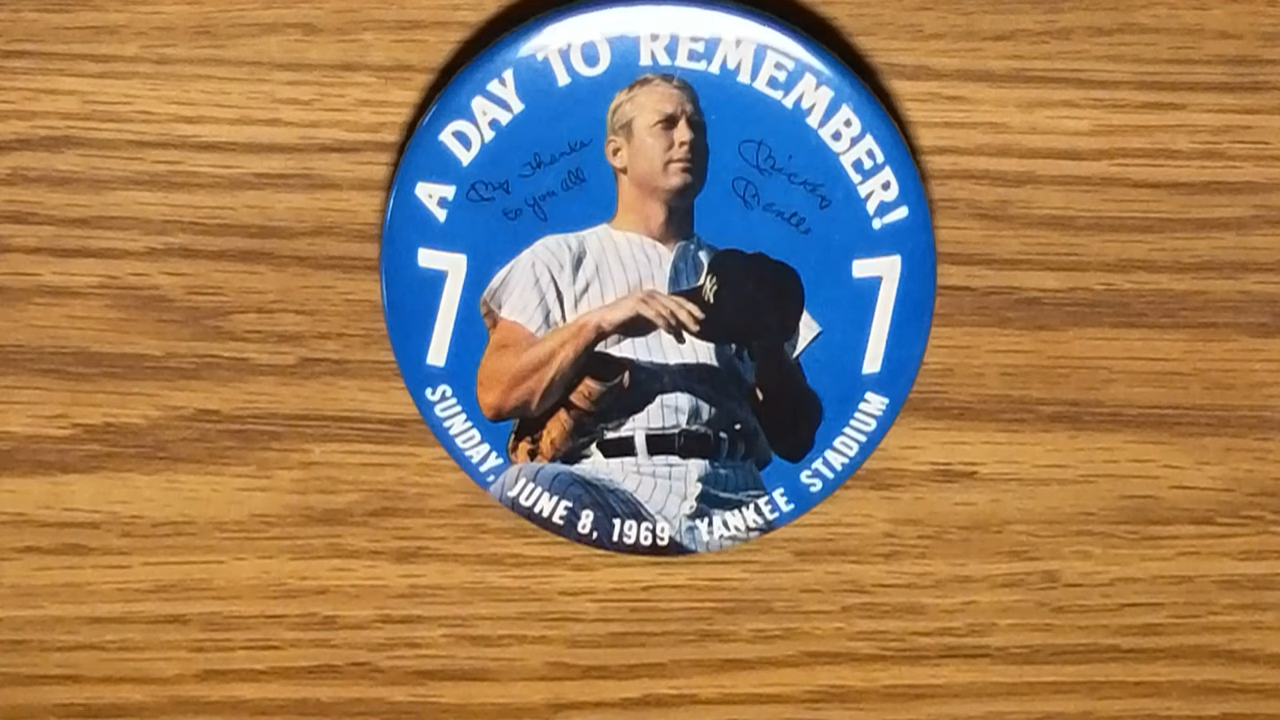 A DAY TO REMEMBER!
My Thanks
to you all
Mickey
Mantle
NY
7 7
SUNDAY, JUNE 8, 1969 YANKEE STADIUM